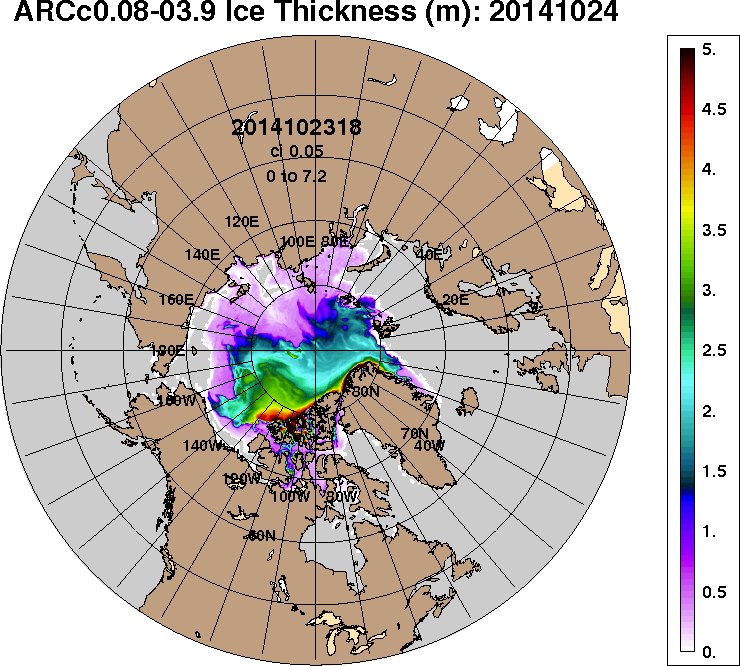 ARCc0.08-03.9 Ice Thickness (m): 20141024
2014102318
ci 0.05
0 to 7.2
120E
100E
80E
140E
40E
160E
20E
180E
160W
80N
140W
70N
40W
120W
100W
80W
60N
5.
4.5
4.
3.5
3.
2.5
2.
1.5
1.
0.5
0.